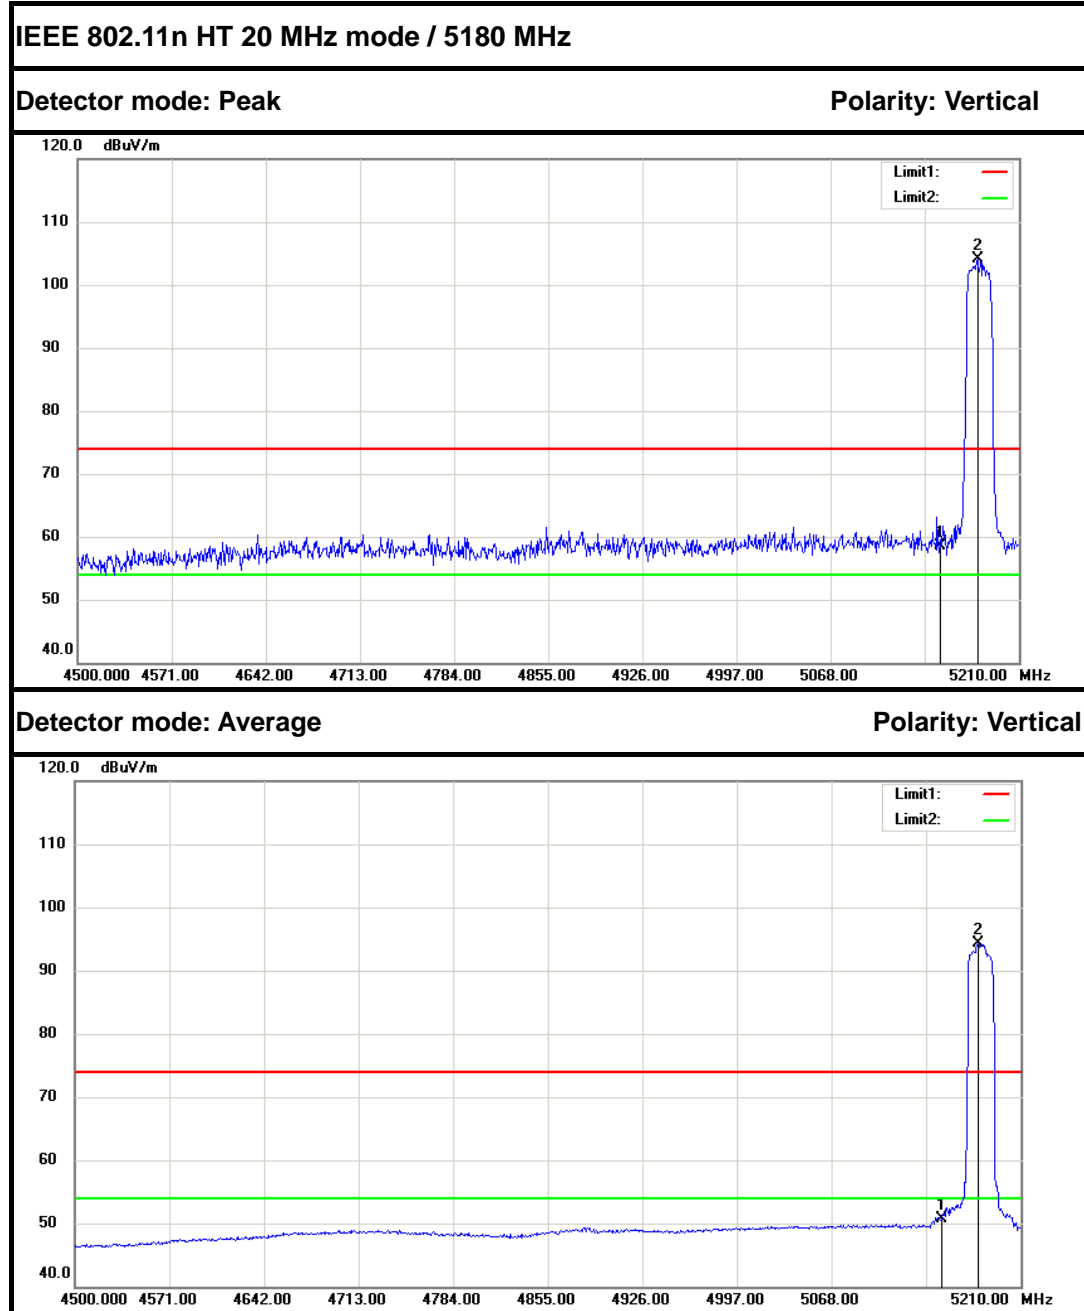 IEEE 802.11n HT 20 MHz mode / 5180 MHz
Detector mode: Peak Polarity: Vertical
120.0 dBuV/m
Limit1:
Limit2:
110
100
90
80
70
60
50
40.0
2
1
4500.000 4571.00 4642.00 4713.00 4784.00 4855.00 4926.00 4997.00 5068.00 5210.00 MHz
Detector mode: Average Polarity: Vertical
120.0 dBuV/m
Limit1:
Limit2:
110
100
90
80
70
60
50
40.0
2
1
4500.000 4571.00 4642.00 4713.00 4784.00 4855.00 4926.00 4997.00 5068.00 5210.00 MHz